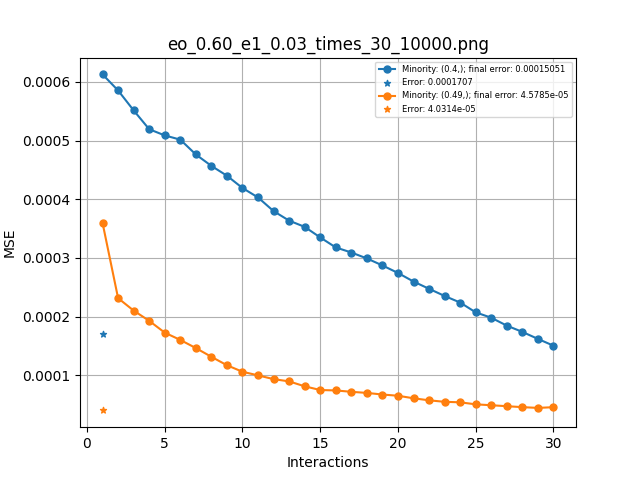 eo_0.60_e1_0.03_times_30_10000.png
Minority: (0.4,); final error: 0.00015051
Error: 0.0001707
Minority: (0.49,); final error: 4.5785e-05
Error: 4.0314e-05
0.0006
0.0005
0.0004
0.0003
0.0002
0.0001
MSE
0 5 10 15 20 25 30
Interactions